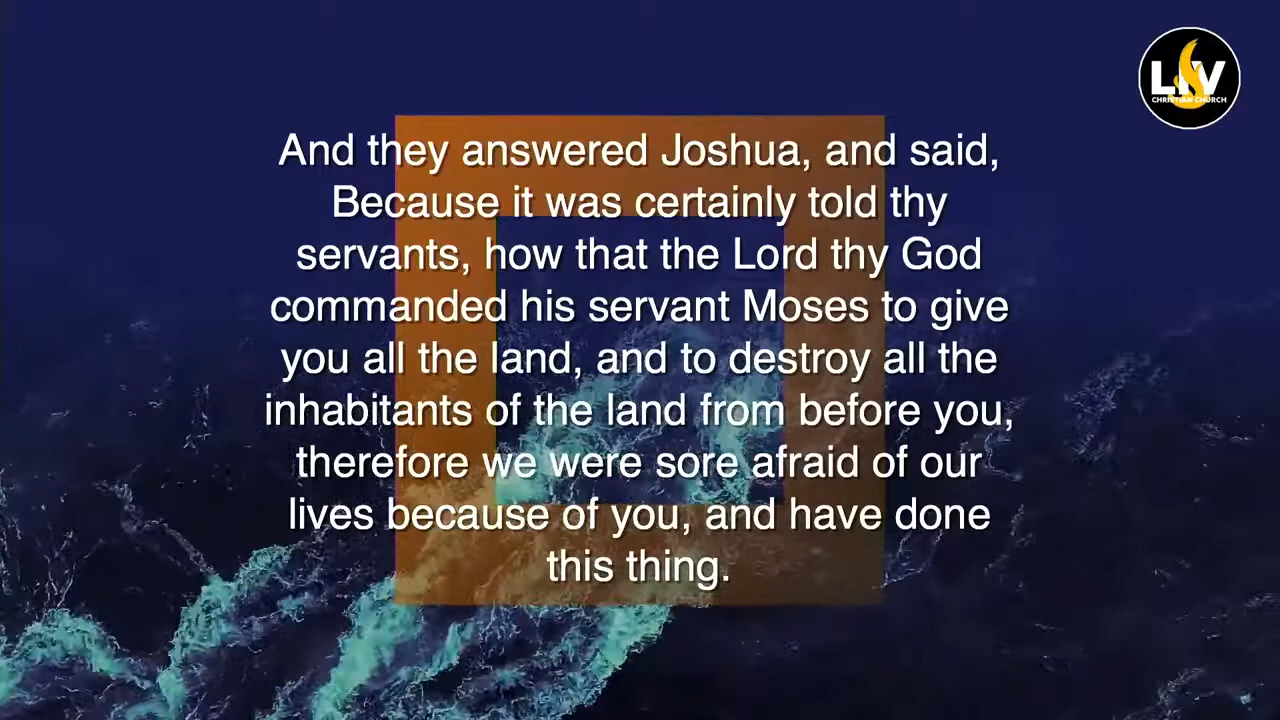 LIV
CHRISTIAN CHURCH
And they answered Joshua, and said,
Because it was certainly told thy
servants, how that the Lord thy God
commanded his servant Moses to give
you all the land, and to destroy all the
inhabitants of the land from before you,
therefore we were sore afraid of our
lives because of you, and have done
this thing.